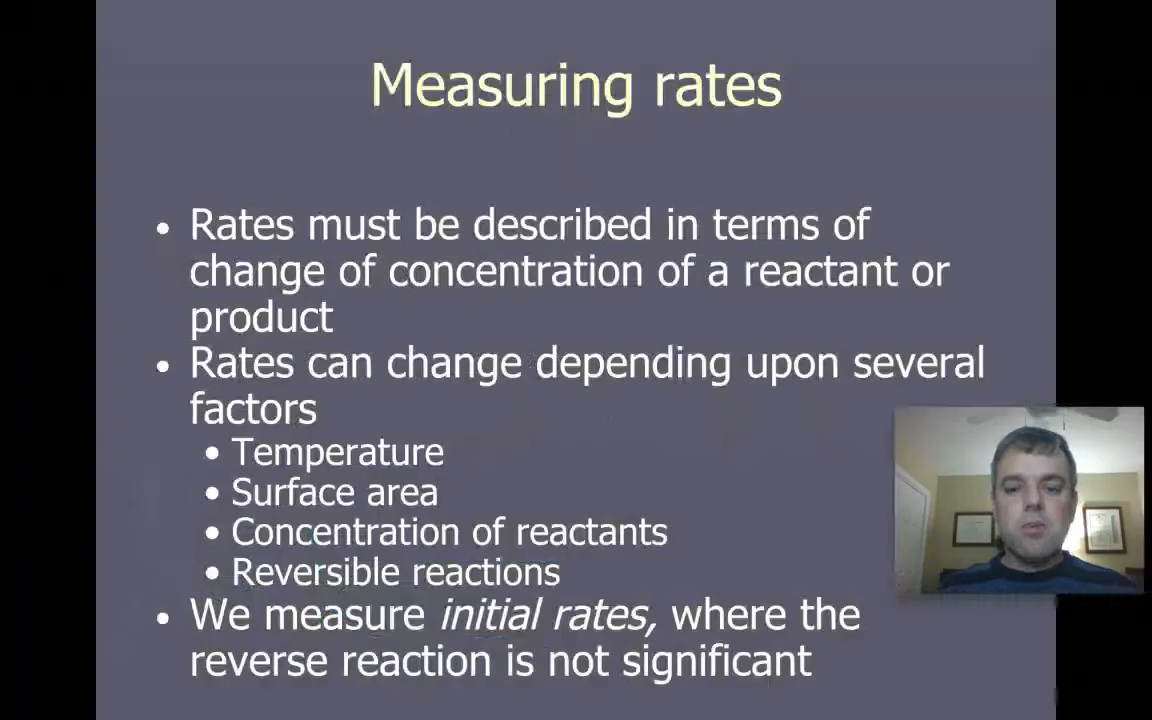 Measuring rates
• Rates must be described in terms of
change of concentration of a reactant or
product
• Rates can change depending upon several
factors
• Temperature
• Surface area
• Concentration of reactants
• Reversible reactions
• We measure initial rates, where the
reverse reaction is not significant